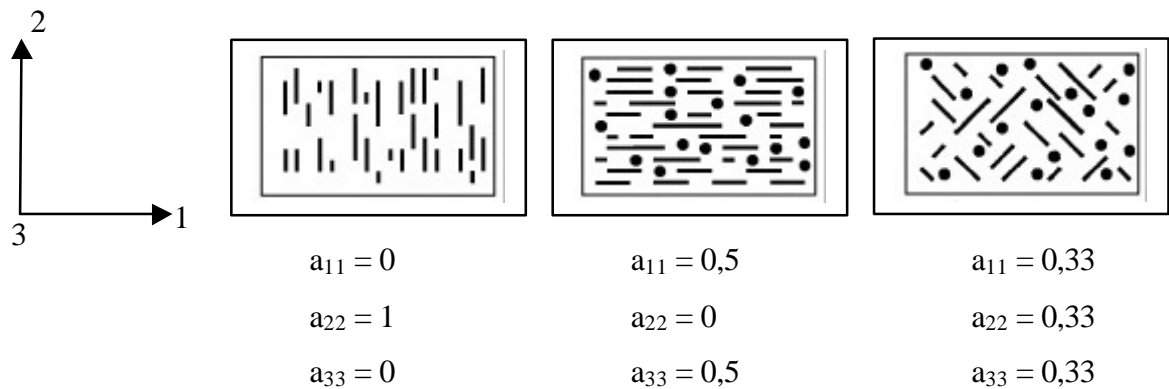 2
3
1
a₁₁ = 0
a₁₁ = 0,5
a₁₁ = 0,33
a₂₂ = 1
a₂₂ = 0
a₂₂ = 0,33
a₃₃ = 0
a₃₃ = 0,5
a₃₃ = 0,33